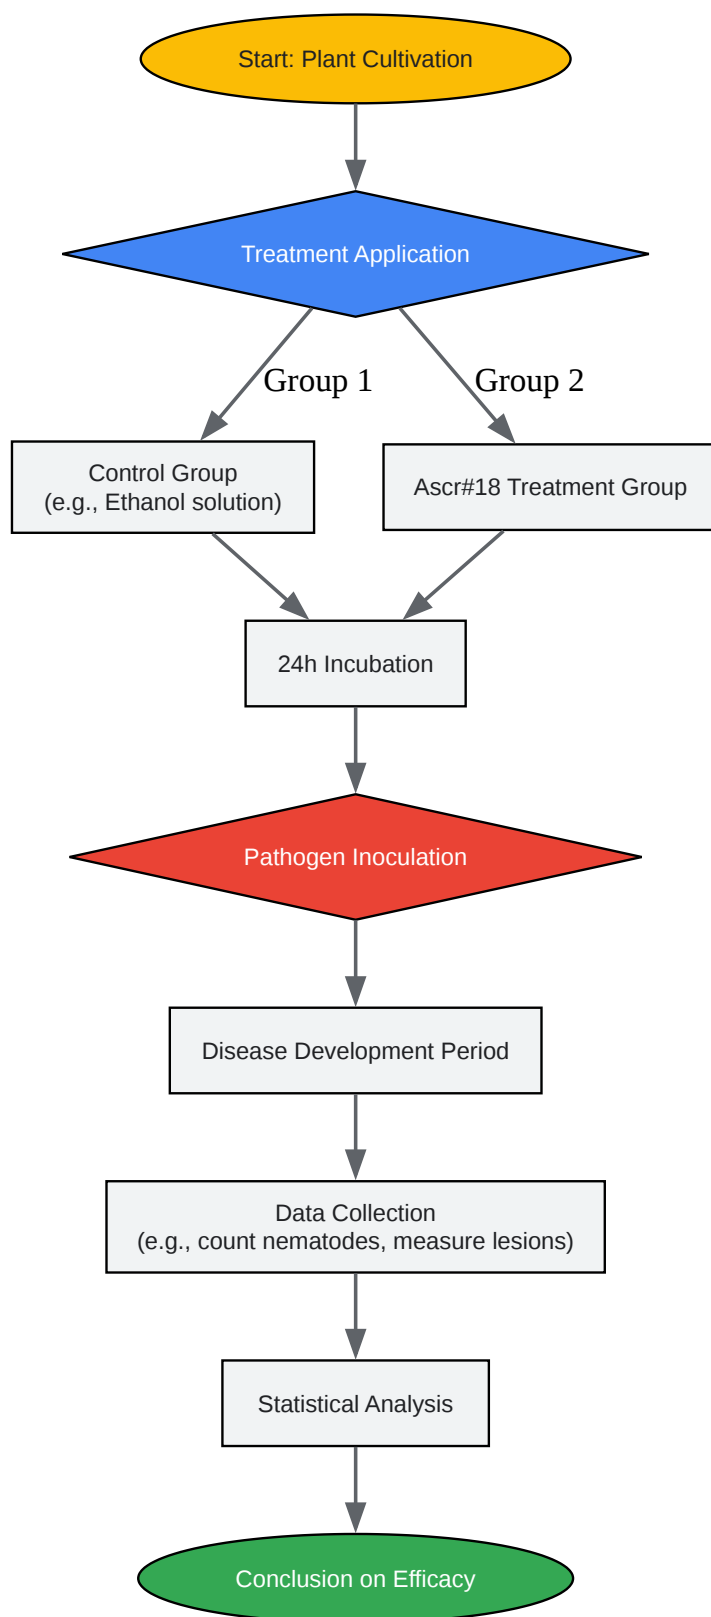 Start: Plant Cultivation
Treatment Application
Group 1
Group 2
Control Group
(e.g., Ethanol solution)
Ascr#18 Treatment Group
24h Incubation
Pathogen Inoculation
Disease Development Period
Data Collection
(e.g., count nematodes, measure lesions)
Statistical Analysis
Conclusion on Efficacy